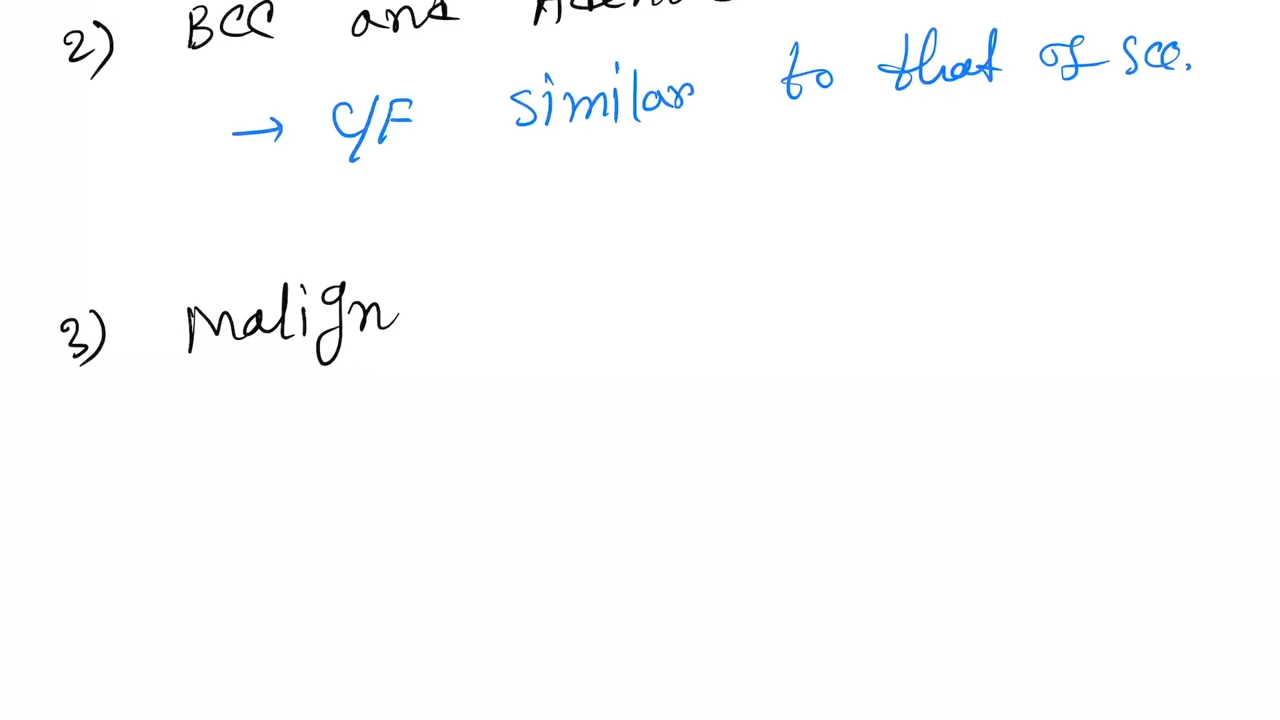 2) BCC and
→ C/F similar to that of SCC.
3) Malign